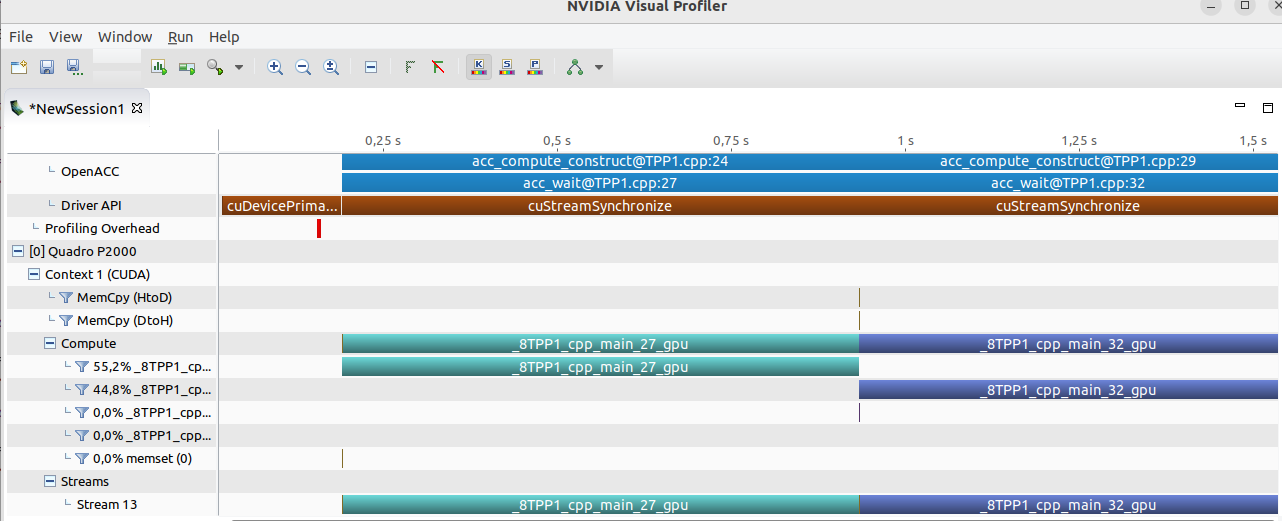 NVIDIA Visual Profiler
File View Window Run Help
*NewSession1
0,25 s 0,5 s 0,75 s 1 s 1,25 s 1,5 s
OpenACC
acc_compute_construct@TPP1.cpp:24 acc_compute_construct@TPP1.cpp:29
acc_wait@TPP1.cpp:27 acc_wait@TPP1.cpp:32
Driver API cuDevicePrima... cuStreamSynchronize cuStreamSynchronize
Profiling Overhead
[0] Quadro P2000
Context 1 (CUDA)
MemCpy (HtoD)
MemCpy (DtoH)
Compute _8TPP1_cpp_main_27_gpu _8TPP1_cpp_main_32_gpu
55,2% _8TPP1_cp... _8TPP1_cpp_main_27_gpu
44,8% _8TPP1_cp... _8TPP1_cpp_main_32_gpu
0,0% _8TPP1_cpp...
0,0% _8TPP1_cpp...
0,0% memset (0)
Streams
Stream 13 _8TPP1_cpp_main_27_gpu _8TPP1_cpp_main_32_gpu